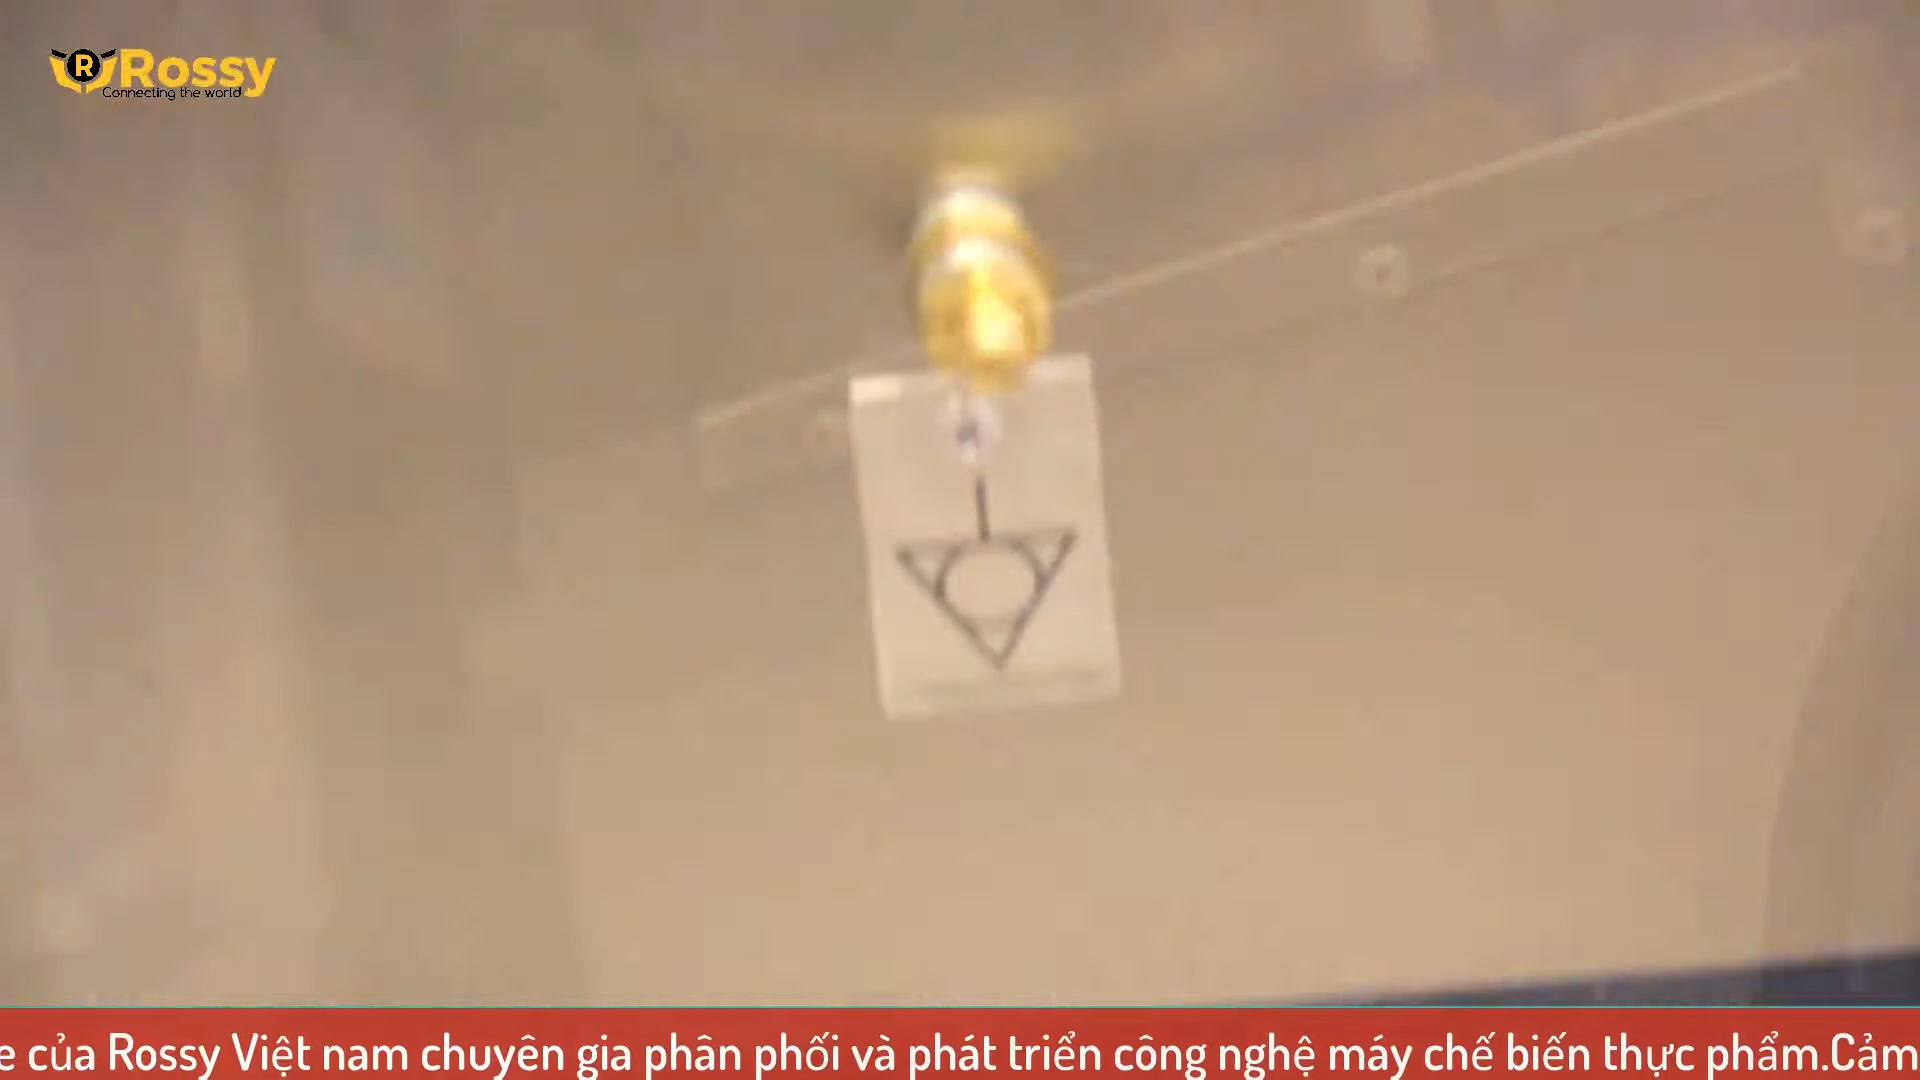 R Rossy
Connecting the world
e của Rossy Việt nam chuyên gia phân phối và phát triển công nghệ máy chế biến thực phẩm.Cảm